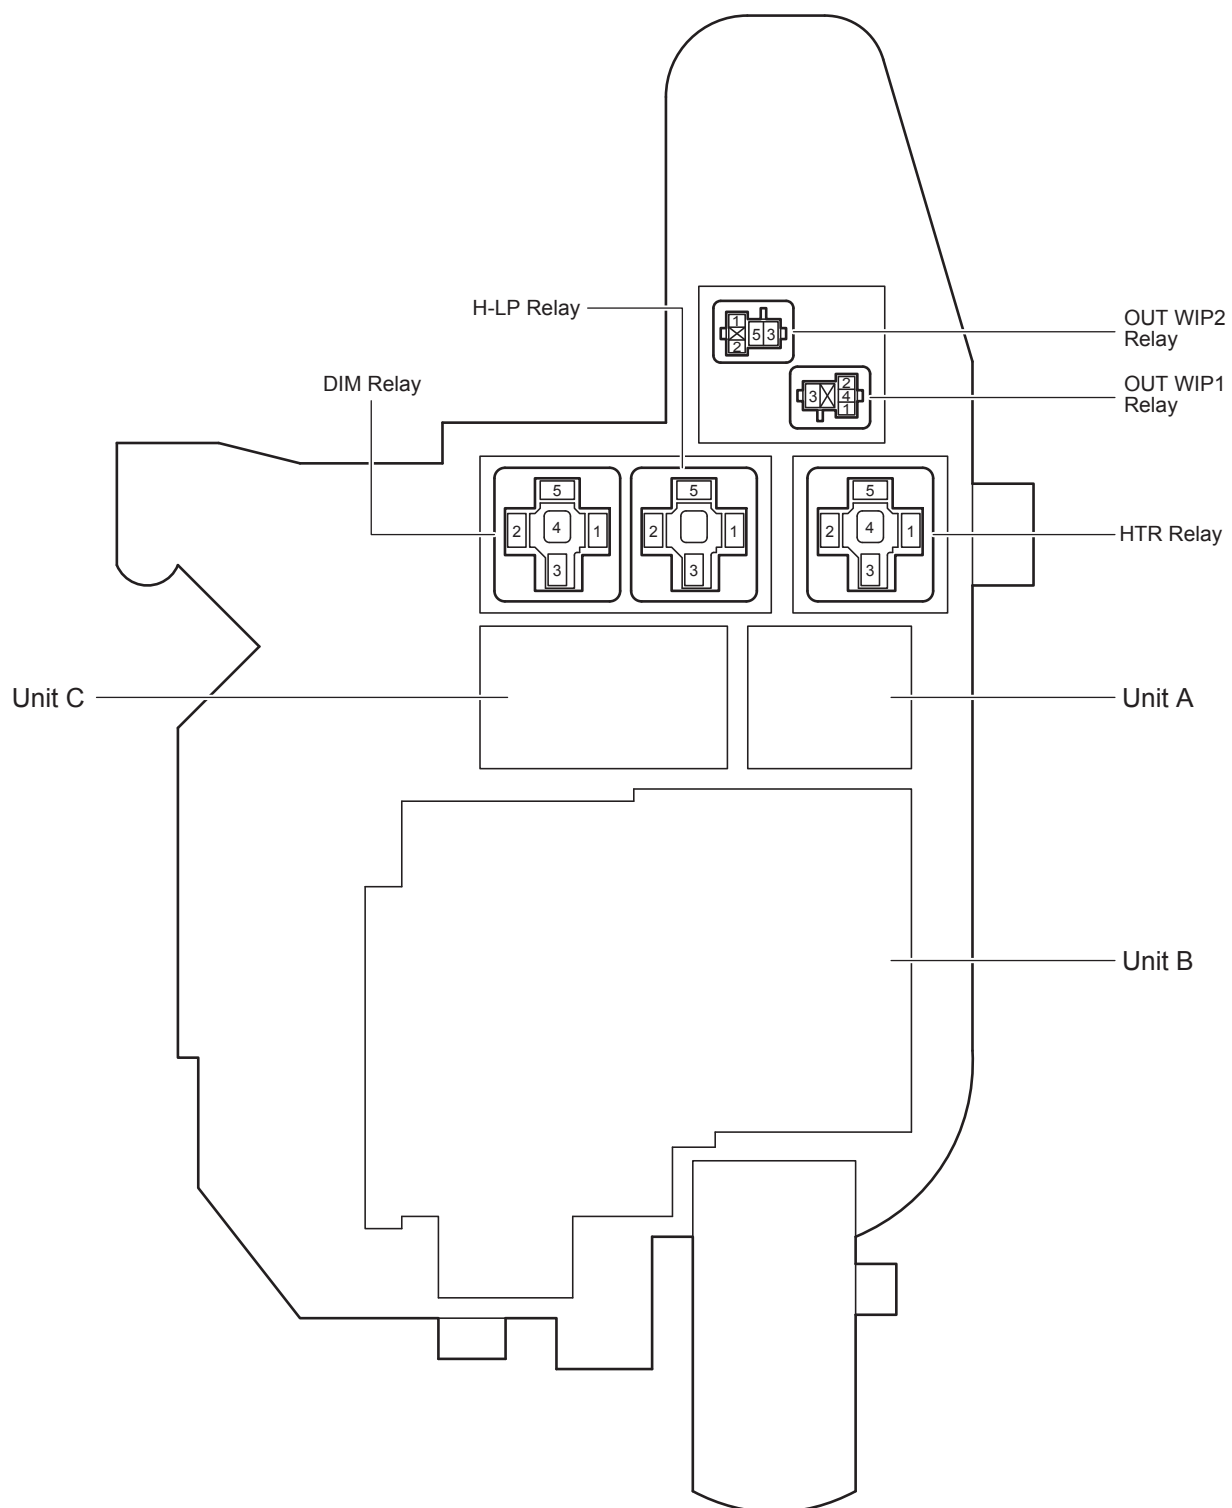 H-LP Relay
OUT WIP2
Relay
1
5 3
2
DIM Relay
OUT WIP1
Relay
2
3 4
1
5
2 4 1
3
5
2 1
3
5
2 4 1
3
HTR Relay
Unit C
Unit A
Unit B